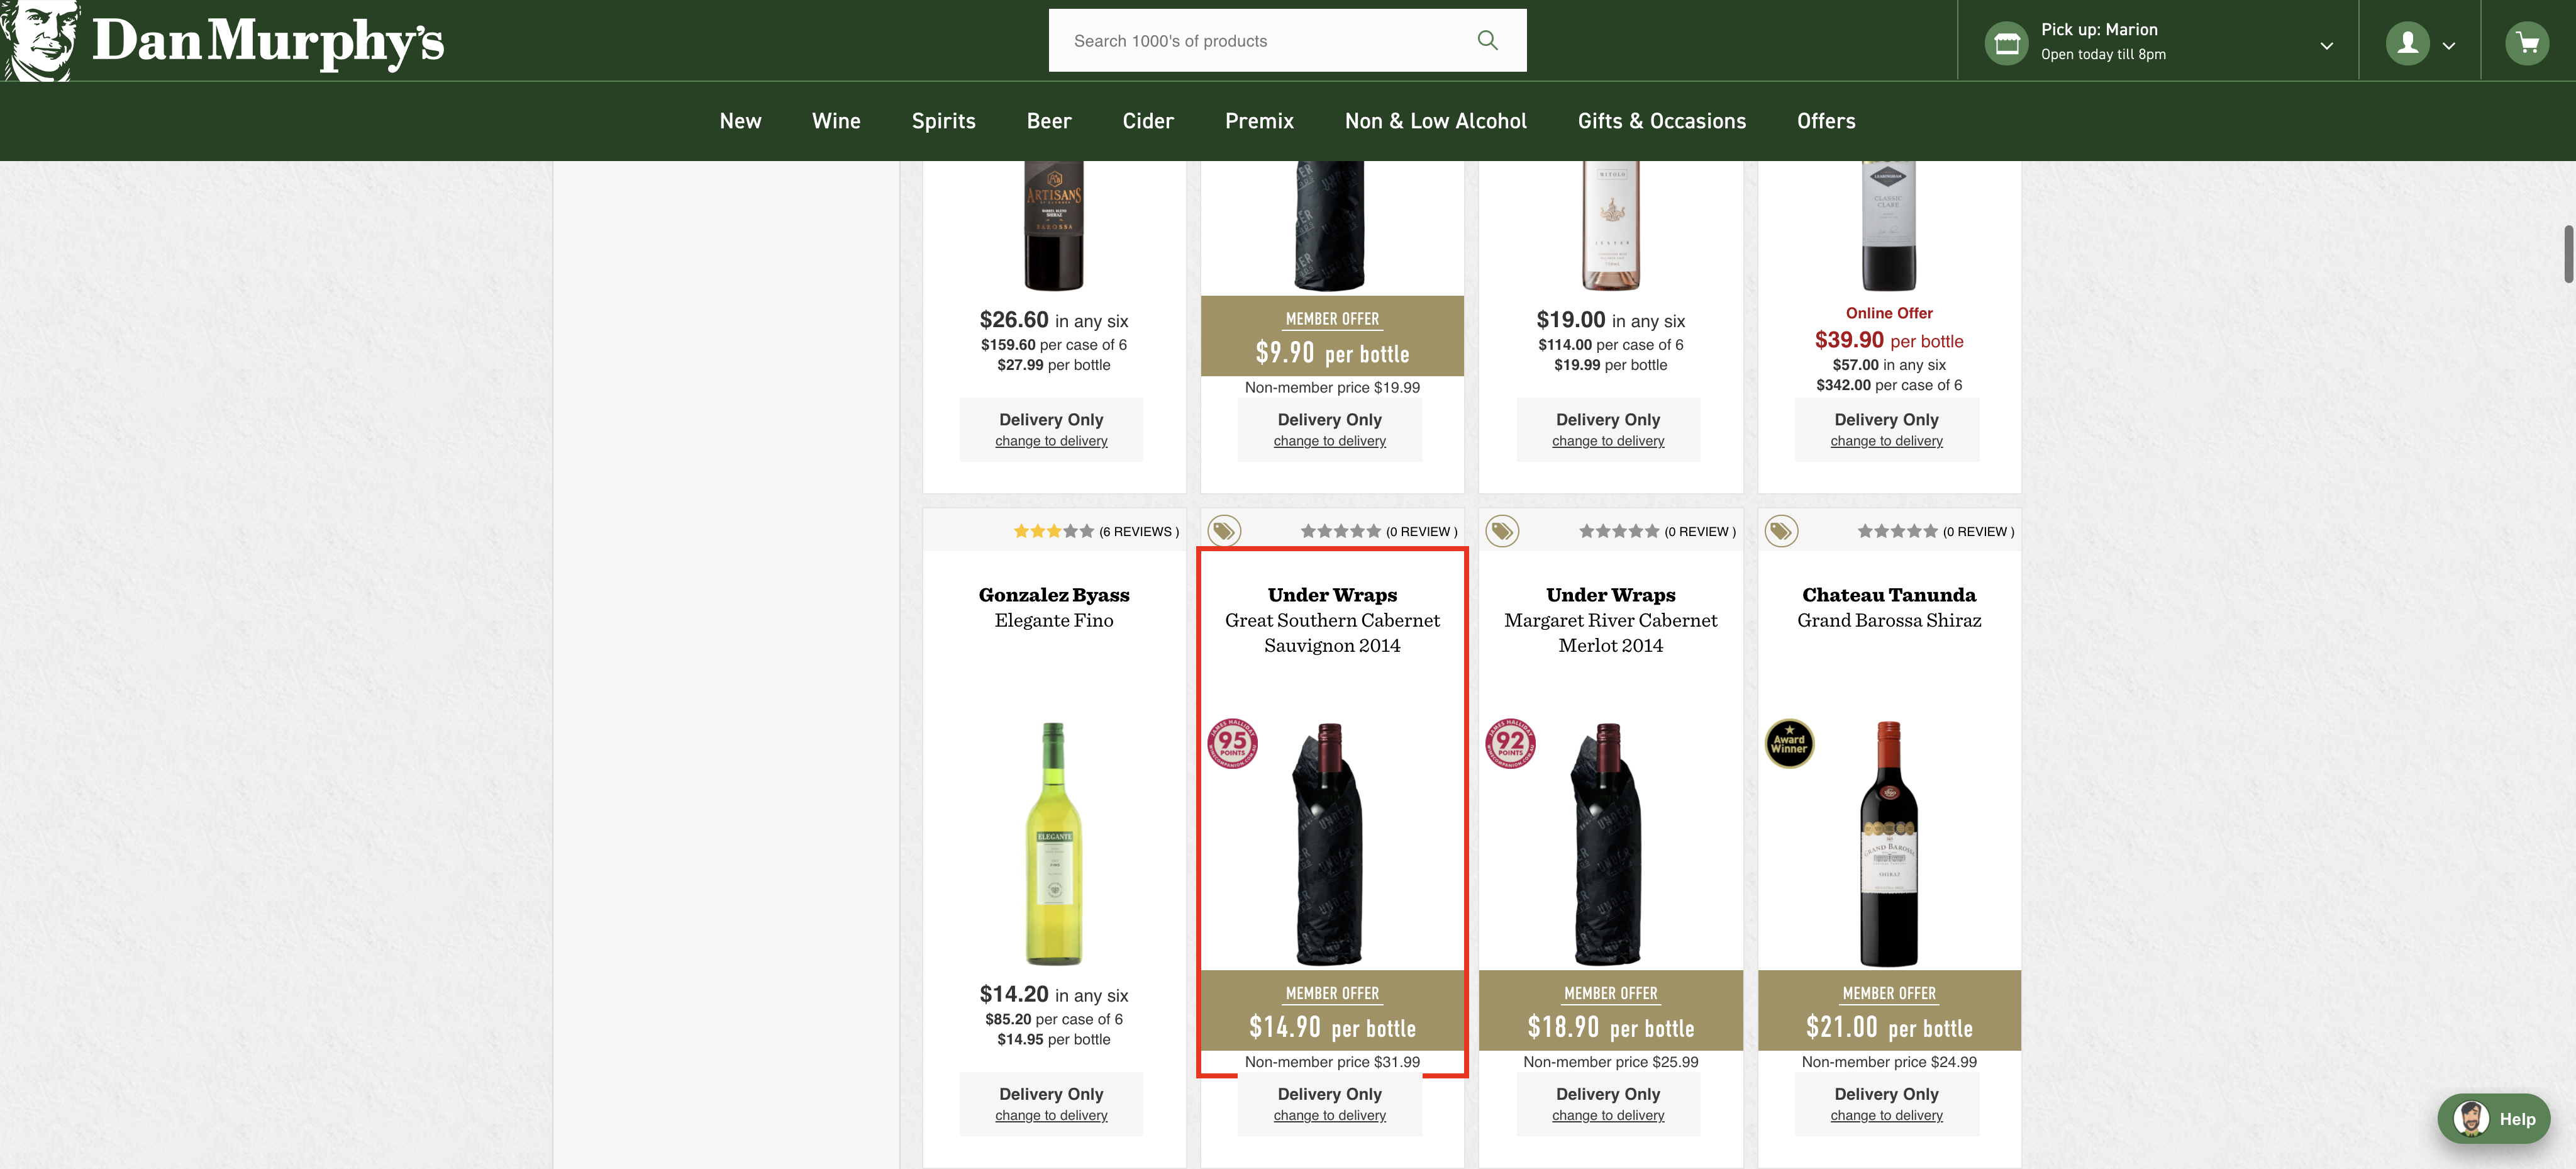 Dan Murphy's
Search 1000's of products
Pick up: Marion
Open today till 8pm
New Wine Spirits Beer Cider Premix Non & Low Alcohol Gifts & Occasions Offers
ARTISANS
BAROSSA
$26.60 in any six
$159.60 per case of 6
$27.99 per bottle
Delivery Only
change to delivery
MEMBER OFFER
$9.90 per bottle
Non-member price $19.99
Delivery Only
change to delivery
MITOLO
JESTER
$19.00 in any six
$114.00 per case of 6
$19.99 per bottle
Delivery Only
change to delivery
CLASSIC
CLARE
Online Offer
$39.90 per bottle
$57.00 in any six
$342.00 per case of 6
Delivery Only
change to delivery
(6 REVIEWS )
Gonzalez Byass
Elegante Fino
ELEGANTE
$14.20 in any six
$85.20 per case of 6
$14.95 per bottle
Delivery Only
change to delivery
(0 REVIEW )
Under Wraps
Great Southern Cabernet
Sauvignon 2014
95
POINTS
MEMBER OFFER
$14.90 per bottle
Non-member price $31.99
Delivery Only
change to delivery
(0 REVIEW )
Under Wraps
Margaret River Cabernet
Merlot 2014
92
POINTS
MEMBER OFFER
$18.90 per bottle
Non-member price $25.99
Delivery Only
change to delivery
(0 REVIEW )
Chateau Tanunda
Grand Barossa Shiraz
Award
Winner
GRAND BAROSSA
SHIRAZ
MEMBER OFFER
$21.00 per bottle
Non-member price $24.99
Delivery Only
change to delivery
Help